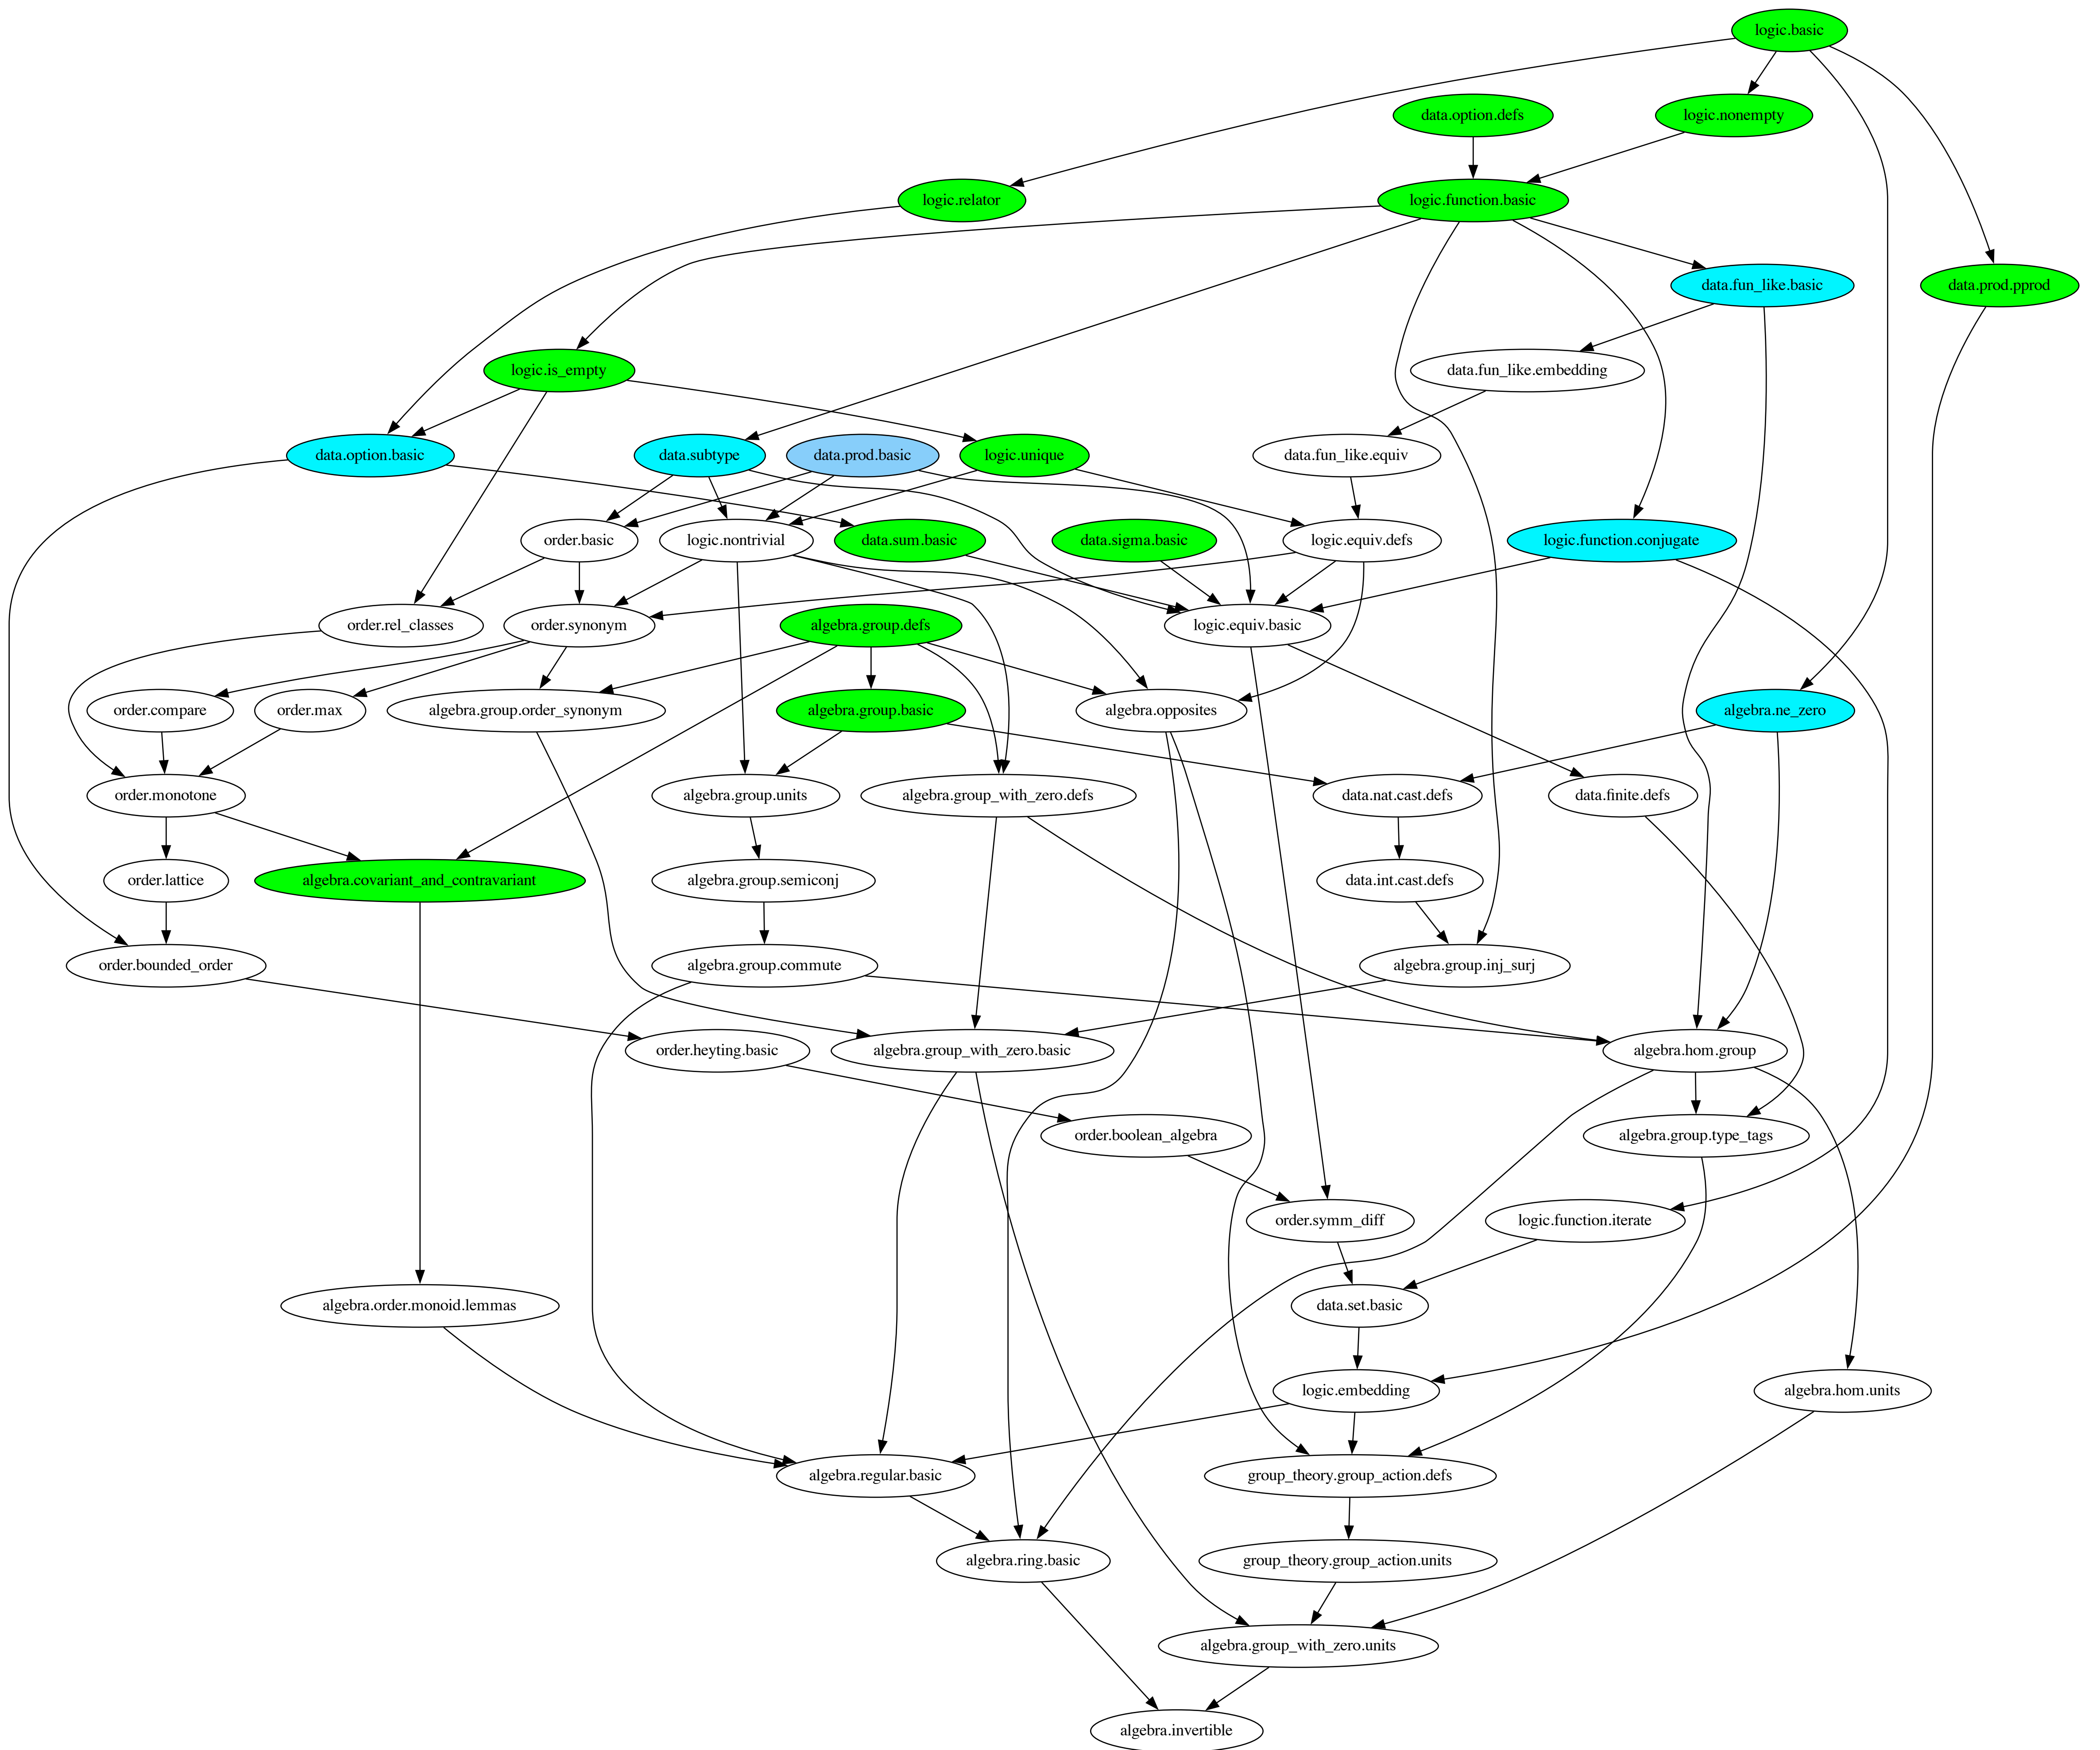 logic.basic
data.option.defs
logic.nonempty
logic.relator
logic.function.basic
data.fun_like.basic
data.prod.pprod
logic.is_empty
data.fun_like.embedding
data.option.basic
data.subtype
data.prod.basic
logic.unique
data.fun_like.equiv
order.basic
logic.nontrivial
data.sum.basic
data.sigma.basic
logic.equiv.defs
logic.function.conjugate
order.rel_classes
order.synonym
algebra.group.defs
logic.equiv.basic
order.compare
order.max
algebra.group.order_synonym
algebra.group.basic
algebra.opposites
algebra.ne_zero
order.monotone
algebra.group.units
algebra.group_with_zero.defs
data.nat.cast.defs
data.finite.defs
order.lattice
algebra.covariant_and_contravariant
algebra.group.semiconj
data.int.cast.defs
order.bounded_order
algebra.group.commute
algebra.group.inj_surj
order.heyting.basic
algebra.group_with_zero.basic
algebra.hom.group
order.boolean_algebra
algebra.group.type_tags
order.symm_diff
logic.function.iterate
algebra.order.monoid.lemmas
data.set.basic
logic.embedding
algebra.hom.units
algebra.regular.basic
group_theory.group_action.defs
algebra.ring.basic
group_theory.group_action.units
algebra.group_with_zero.units
algebra.invertible